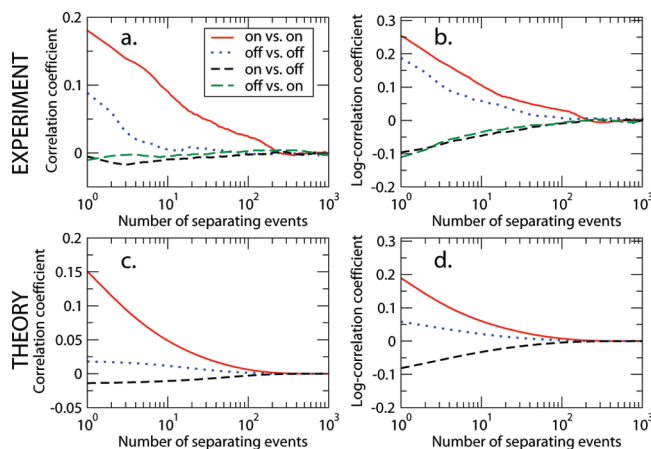 EXPERIMENT
Correlation coefficient
0.2
0.1
0
a.
on vs. on
off vs. off
on vs. off
off vs. on
10^0 10^1 10^2 10^3
Number of separating events
Log-correlation coefficient
0.3
0.2
0.1
0
-0.1
-0.2
b.
10^0 10^1 10^2 10^3
Number of separating events
THEORY
Correlation coefficient
0.2
0.15
0.1
0.05
0
-0.05
c.
10^0 10^1 10^2 10^3
Number of separating events
Log-correlation coefficient
0.3
0.2
0.1
0
-0.1
-0.2
d.
10^0 10^1 10^2 10^3
Number of separating events